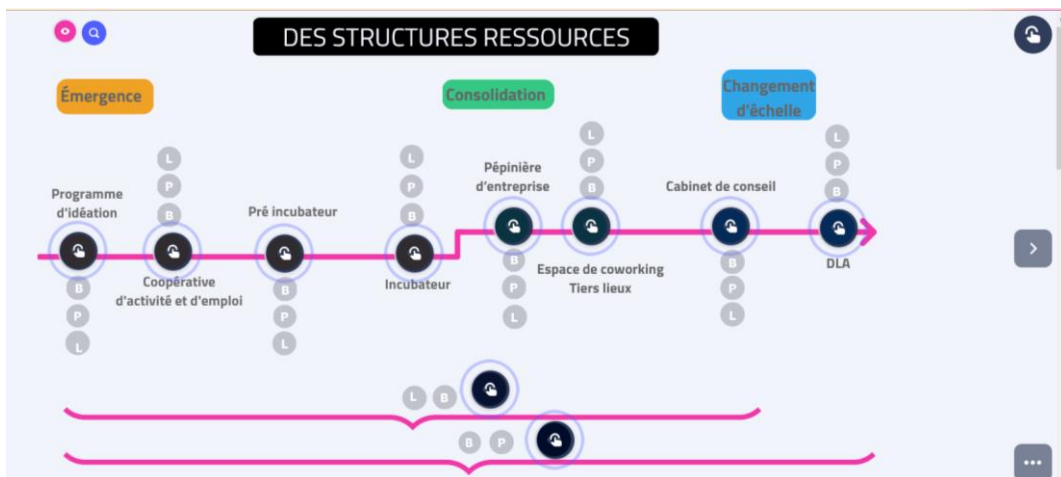 DES STRUCTURES RESSOURCES
Émergence
Consolidation
Changement
d'échelle
Programme
d'idéation
B
P
L
L
P
B
Coopérative
d'activité et d'emploi
Pré incubateur
B
P
L
L
P
B
Incubateur
Pépinière
d'entreprise
B
P
L
L
P
B
Espace de coworking
Tiers lieux
Cabinet de conseil
B
P
L
L
P
B
DLA
L B
B P